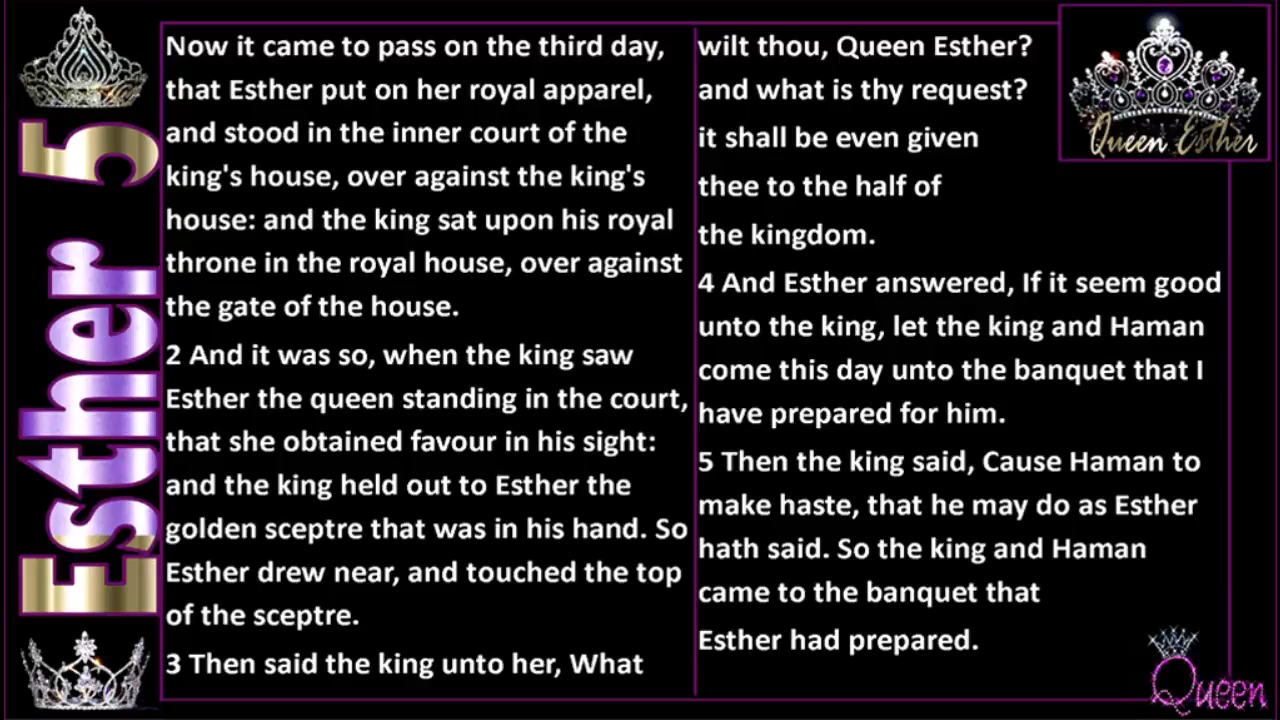 Esther 5
Now it came to pass on the third day,
that Esther put on her royal apparel,
and stood in the inner court of the
king's house, over against the king's
house: and the king sat upon his royal
throne in the royal house, over against
the gate of the house.
2 And it was so, when the king saw
Esther the queen standing in the court,
that she obtained favour in his sight:
and the king held out to Esther the
golden sceptre that was in his hand. So
Esther drew near, and touched the top
of the sceptre.
3 Then said the king unto her, What
wilt thou, Queen Esther?
and what is thy request?
it shall be even given
thee to the half of
the kingdom.
4 And Esther answered, If it seem good
unto the king, let the king and Haman
come this day unto the banquet that I
have prepared for him.
5 Then the king said, Cause Haman to
make haste, that he may do as Esther
hath said. So the king and Haman
came to the banquet that
Esther had prepared.
Queen Esther
Queen